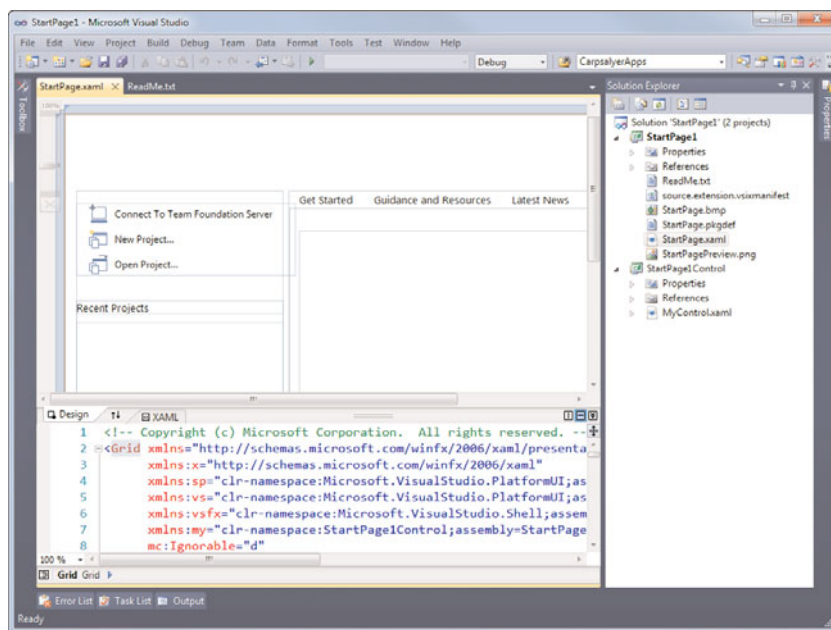 StartPage1 - Microsoft Visual Studio
File Edit View Project Build Debug Team Data Format Tools Test Window Help
Debug
CarpsalyerApps
StartPage.xaml
ReadMe.txt
Toolbox
100%
Connect To Team Foundation Server
New Project...
Open Project...
Recent Projects
Get Started Guidance and Resources Latest News
Design
XAML
1 <!-- Copyright (c) Microsoft Corporation. All rights reserved. --
2 <Grid xmlns="http://schemas.microsoft.com/winfx/2006/xaml/presenta
3 xmlns:x="http://schemas.microsoft.com/winfx/2006/xaml"
4 xmlns:sp="clr-namespace:Microsoft.VisualStudio.PlatformUI;as
5 xmlns:vs="clr-namespace:Microsoft.VisualStudio.PlatformUI;as
6 xmlns:vsfx="clr-namespace:Microsoft.VisualStudio.Shell;assem
7 xmlns:my="clr-namespace:StartPage1Control;assembly=StartPage
8 mc:Ignorable="d"
100 %
Grid Grid
Solution Explorer
Solution 'StartPage1' (2 projects)
StartPage1
Properties
References
ReadMe.txt
source.extension.vsixmanifest
StartPage.bmp
StartPage.pkgdef
StartPage.xaml
StartPagePreview.png
StartPage1Control
Properties
References
MyControl.xaml
Properties
Error List Task List Output
Ready